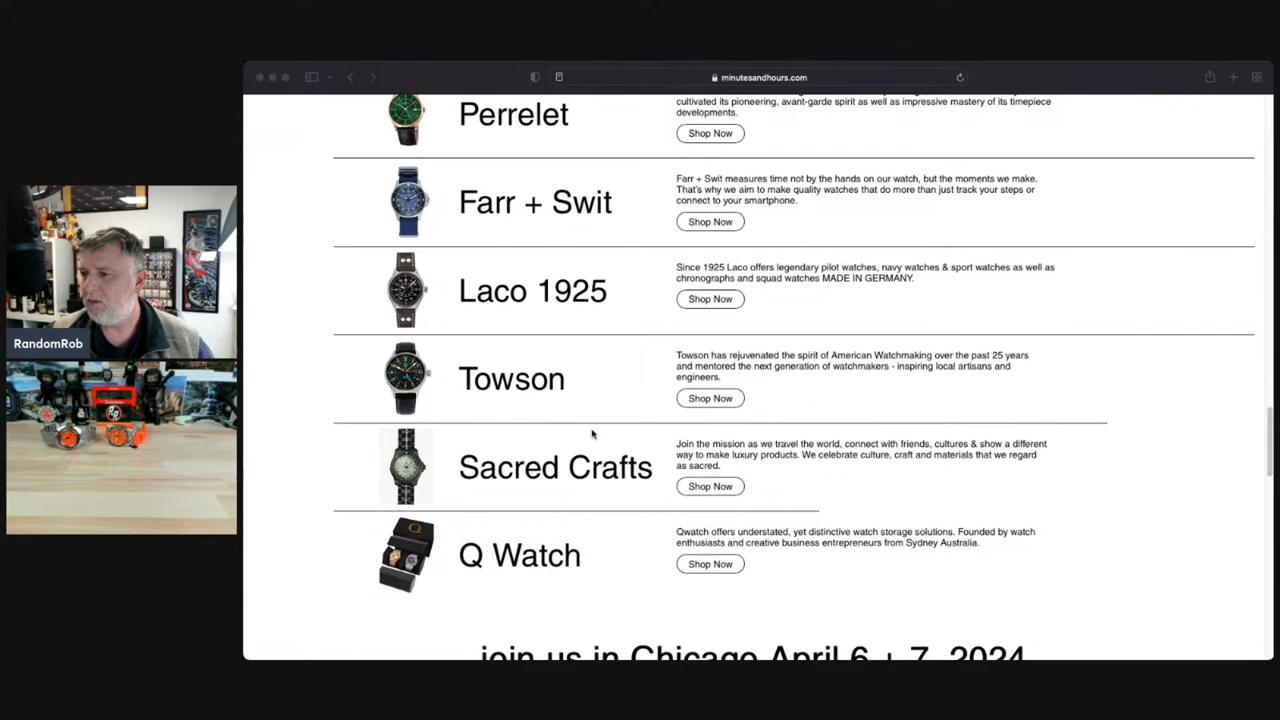 minutesandhours.com
Perrelet
cultivated its pioneering, avant-garde spirit as well as impressive mastery of its timepiece
developments.
Shop Now
Farr + Swit
Farr + Swit measures time not by the hands on our watch, but the moments we make.
That's why we aim to make quality watches that do more than just track your steps or
connect to your smartphone.
Shop Now
Laco 1925
Since 1925 Laco offers legendary pilot watches, navy watches & sport watches as well as
chronographs and squad watches MADE IN GERMANY.
Shop Now
RandomRob
Towson
Towson has rejuvenated the spirit of American Watchmaking over the past 25 years
and mentored the next generation of watchmakers - inspiring local artisans and
engineers.
Shop Now
Sacred Crafts
Join the mission as we travel the world, connect with friends, cultures & show a different
way to make luxury products. We celebrate culture, craft and materials that we regard
as sacred.
Shop Now
Q Watch
Qwatch offers understated, yet distinctive watch storage solutions. Founded by watch
enthusiasts and creative business entrepreneurs from Sydney Australia.
Shop Now
join us in Chicago April 6 + 7, 2024